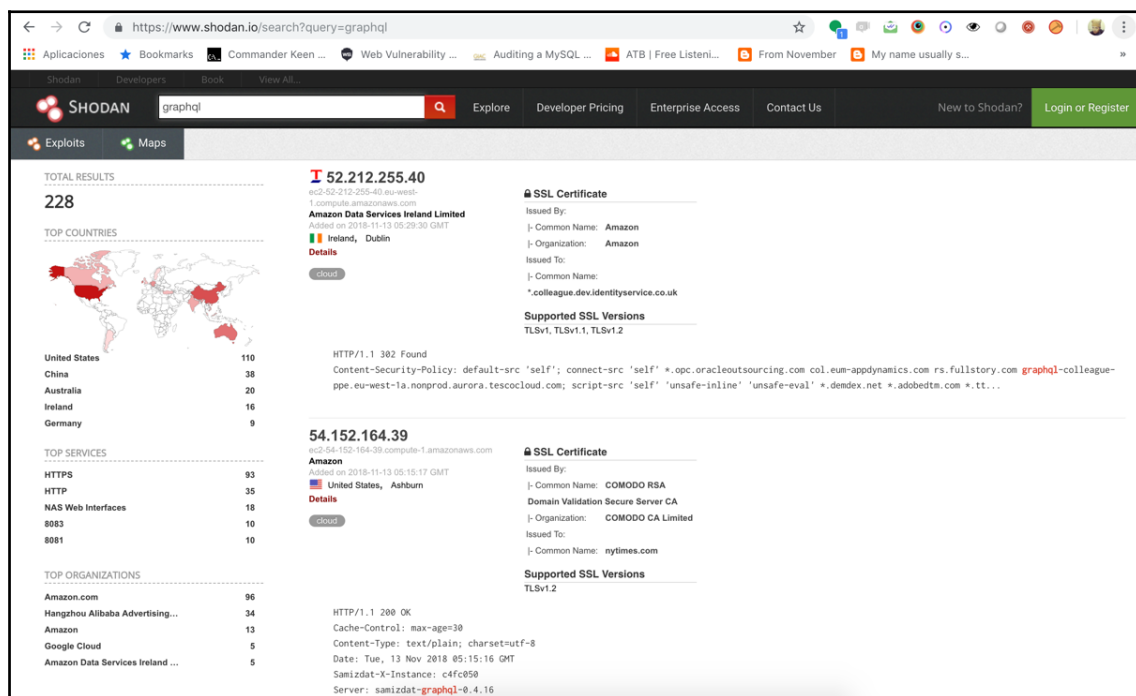 https://www.shodan.io/search?query=graphql
1
Aplicaciones Bookmarks Commander Keen ... Web Vulnerability ... Auditing a MySQL ... ATB | Free Listeni... From November My name usually s... »
Shodan Developers Book View All...
SHODAN graphql Explore Developer Pricing Enterprise Access Contact Us New to Shodan? Login or Register
Exploits Maps
TOTAL RESULTS
228
TOP COUNTRIES
United States 110
China 38
Australia 20
Ireland 16
Germany 9
TOP SERVICES
HTTPS 93
HTTP 35
NAS Web Interfaces 18
8083 10
8081 10
TOP ORGANIZATIONS
Amazon.com 96
Hangzhou Alibaba Advertising... 34
Amazon 13
Google Cloud 5
Amazon Data Services Ireland ... 5
52.212.255.40
ec2-52-212-255-40.eu-west-
1.compute.amazonaws.com
Amazon Data Services Ireland Limited
Added on 2018-11-13 05:29:30 GMT
Ireland, Dublin
Details
cloud
SSL Certificate
Issued By:
|- Common Name: Amazon
|- Organization: Amazon
Issued To:
|- Common Name:
*.colleague.dev.identityservice.co.uk
Supported SSL Versions
TLSv1, TLSv1.1, TLSv1.2
HTTP/1.1 302 Found
Content-Security-Policy: default-src 'self'; connect-src 'self' *.opc.oracleoutsourcing.com col.eum-appdynamics.com rs.fullstory.com graphql-colleague-
ppe.eu-west-1a.nonprod.aurora.tescocloud.com; script-src 'self' 'unsafe-inline' 'unsafe-eval' *.demdex.net *.adobedtm.com *.tt...
54.152.164.39
ec2-54-152-164-39.compute-1.amazonaws.com
Amazon
Added on 2018-11-13 05:15:17 GMT
United States, Ashburn
Details
cloud
SSL Certificate
Issued By:
|- Common Name: COMODO RSA
Domain Validation Secure Server CA
|- Organization: COMODO CA Limited
Issued To:
|- Common Name: nytimes.com
Supported SSL Versions
TLSv1.2
HTTP/1.1 200 OK
Cache-Control: max-age=30
Content-Type: text/plain; charset=utf-8
Date: Tue, 13 Nov 2018 05:15:16 GMT
Samizdat-X-Instance: c4fc050
Server: samizdat-graphql-0.4.16